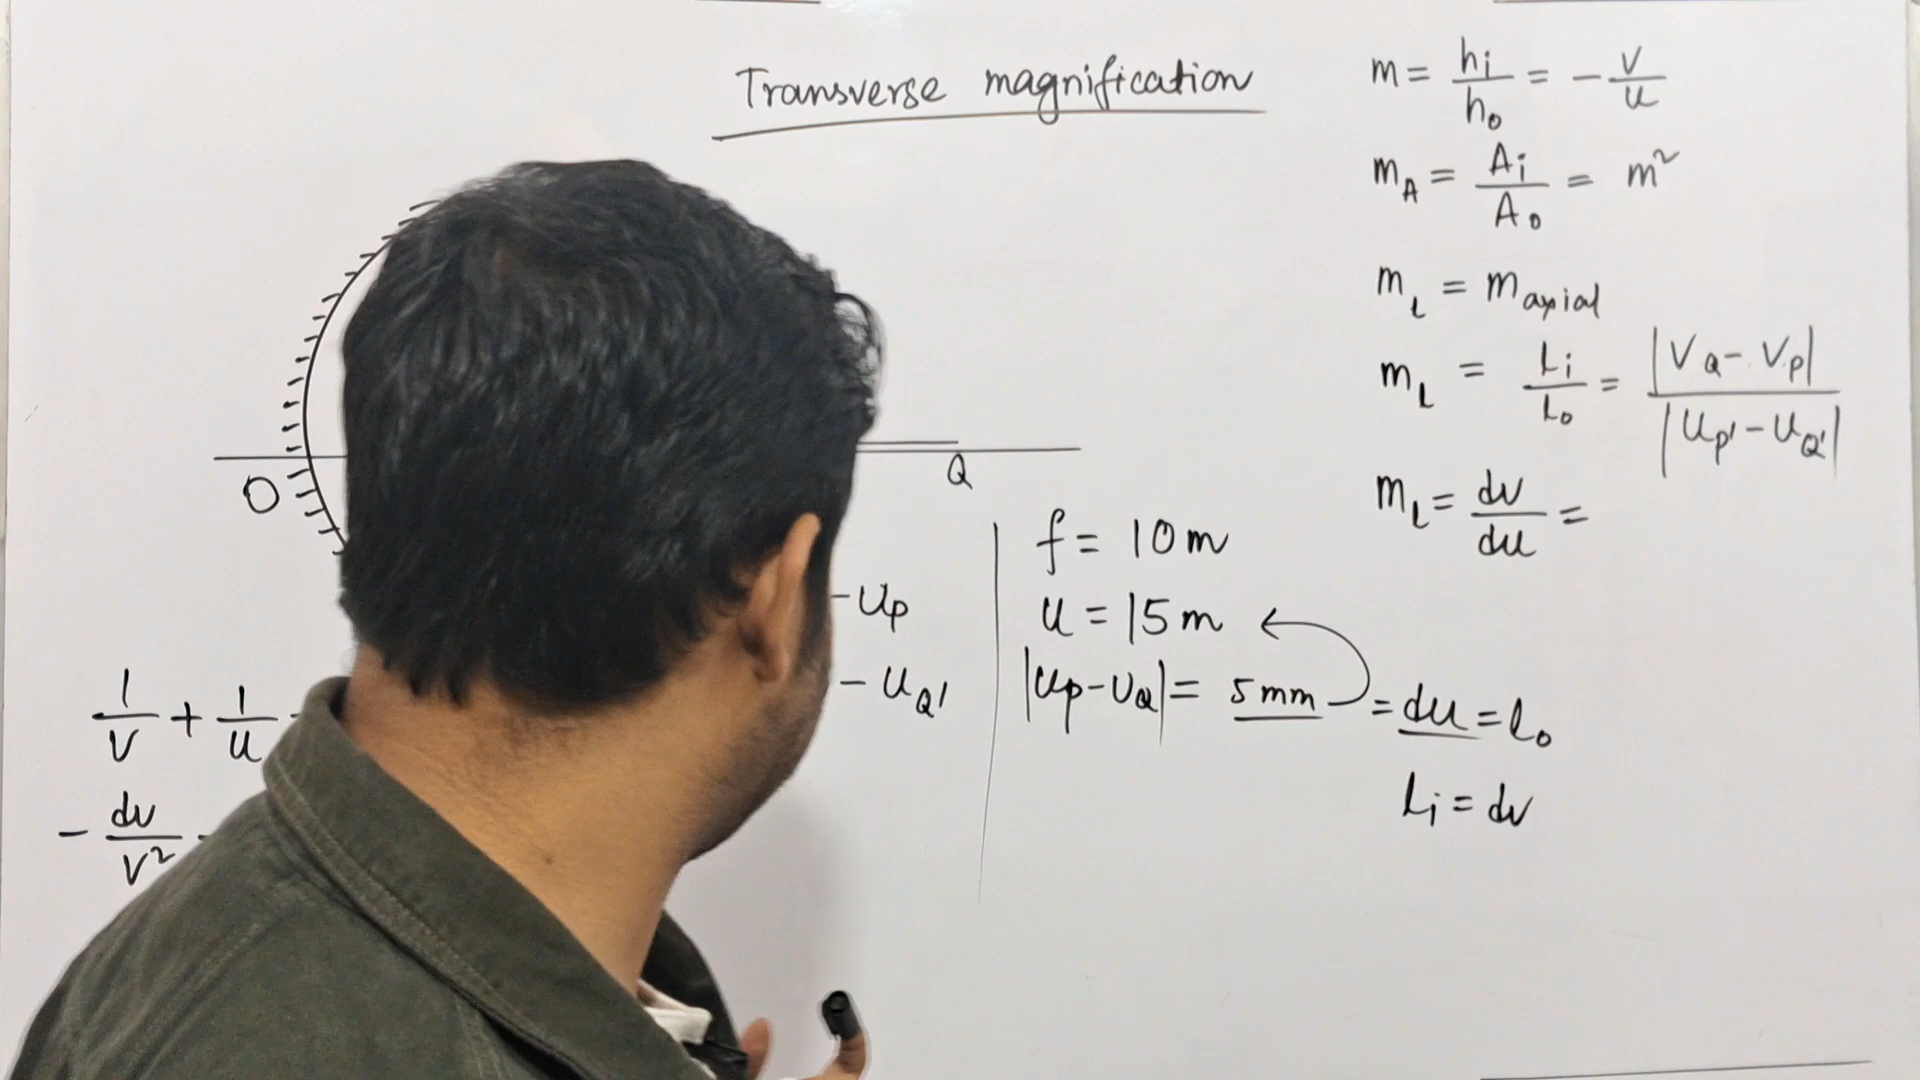 Transverse magnification
m = hi/ho = - v/u
mA = Ai/Ao = m²
mL = maxial
mL = Li/Lo = |VQ - VP| / |UP' - UQ'|
mL = dv/du =
O
Q
f = 10 m
u = 15 m
|UP - UQ| = 5 mm = du = lo
Li = dv
- UP
- UQ'
1/v + 1/u
- dv/v² -